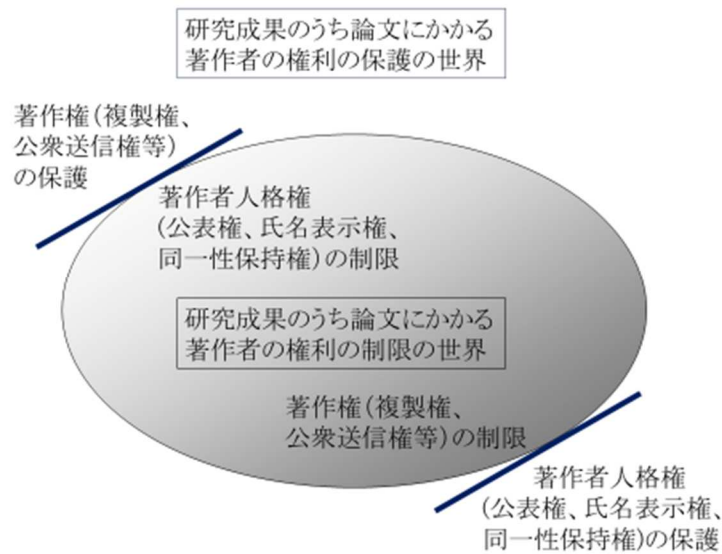 研究成果のうち論文にかかる
著作者の権利の保護の世界
著作権(複製権、
公衆送信権等)
の保護
著作者人格権
(公表権、氏名表示権、
同一性保持権)の制限
研究成果のうち論文にかかる
著作者の権利の制限の世界
著作権(複製権、
公衆送信権等)の制限
著作者人格権
(公表権、氏名表示権、
同一性保持権)の保護